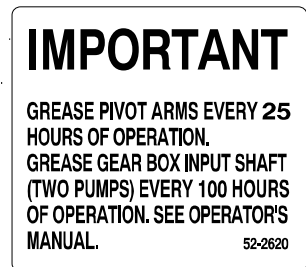 IMPORTANT
GREASE PIVOT ARMS EVERY 25
HOURS OF OPERATION.
GREASE GEAR BOX INPUT SHAFT
(TWO PUMPS) EVERY 100 HOURS
OF OPERATION. SEE OPERATOR'S
MANUAL. 52-2620